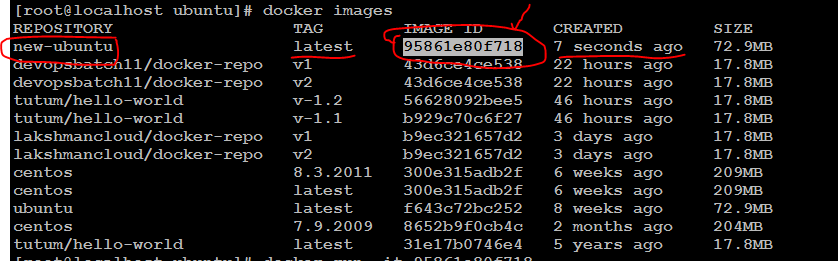 [root@localhost ubuntu]# docker images
REPOSITORY TAG IMAGE ID CREATED SIZE
new-ubuntu latest 95861e80f718 7 seconds ago 72.9MB
devopsbatch11/docker-repo v1 43d6ce4ce538 22 hours ago 17.8MB
devopsbatch11/docker-repo v2 43d6ce4ce538 22 hours ago 17.8MB
tutum/hello-world v-1.2 56628092bee5 46 hours ago 17.8MB
tutum/hello-world v-1.1 b929c70c6f27 46 hours ago 17.8MB
lakshmancloud/docker-repo v1 b9ec321657d2 3 days ago 17.8MB
lakshmancloud/docker-repo v2 b9ec321657d2 3 days ago 17.8MB
centos 8.3.2011 300e315adb2f 6 weeks ago 209MB
centos latest 300e315adb2f 6 weeks ago 209MB
ubuntu latest f643c72bc252 8 weeks ago 72.9MB
centos 7.9.2009 8652b9f0cb4c 2 months ago 204MB
tutum/hello-world latest 31e17b0746e4 5 years ago 17.8MB
[root@localhost ubuntu]# docker run -it 95861e80f718